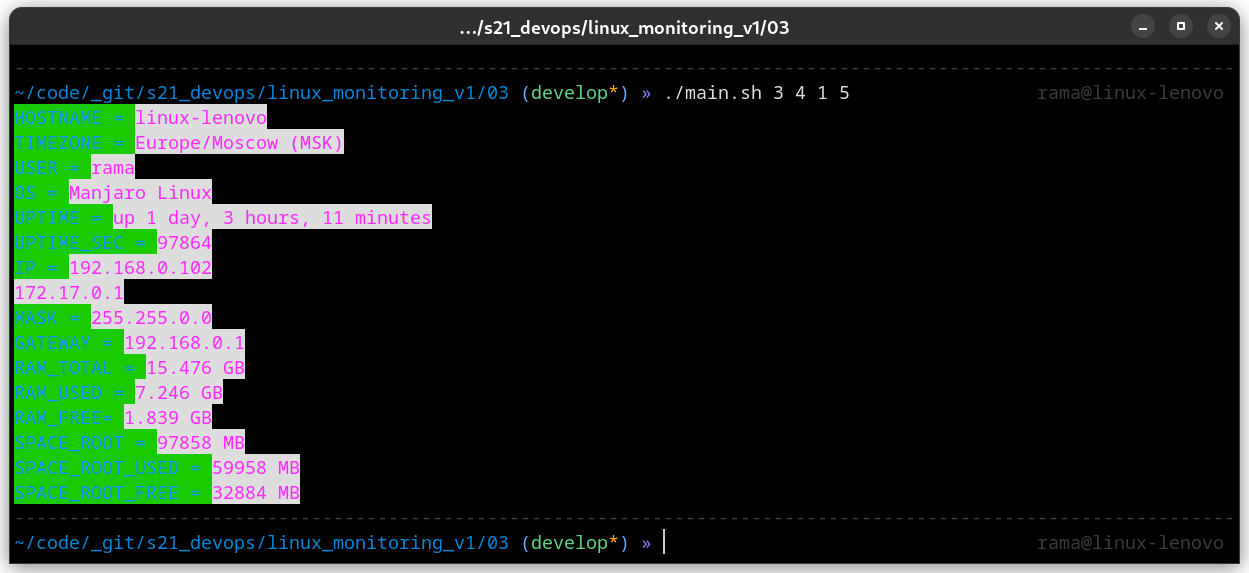 .../s21_devops/linux_monitoring_v1/03
~/code/_git/s21_devops/linux_monitoring_v1/03 (develop*) » ./main.sh 3 4 1 5 rama@linux-lenovo
HOSTNAME = linux-lenovo
TIMEZONE = Europe/Moscow (MSK)
USER = rama
OS = Manjaro Linux
UPTIME = up 1 day, 3 hours, 11 minutes
UPTIME_SEC = 97864
IP = 192.168.0.102
172.17.0.1
MASK = 255.255.0.0
GATEWAY = 192.168.0.1
RAM_TOTAL = 15.476 GB
RAM_USED = 7.246 GB
RAM_FREE= 1.839 GB
SPACE_ROOT = 97858 MB
SPACE_ROOT_USED = 59958 MB
SPACE_ROOT_FREE = 32884 MB
~/code/_git/s21_devops/linux_monitoring_v1/03 (develop*) » rama@linux-lenovo